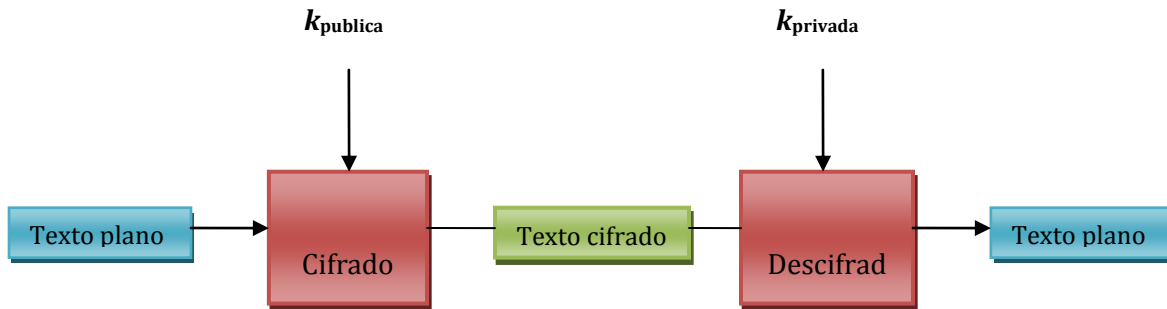 kpublica
kprivada
Texto plano
Cifrado
Texto cifrado
Descifrad
Texto plano